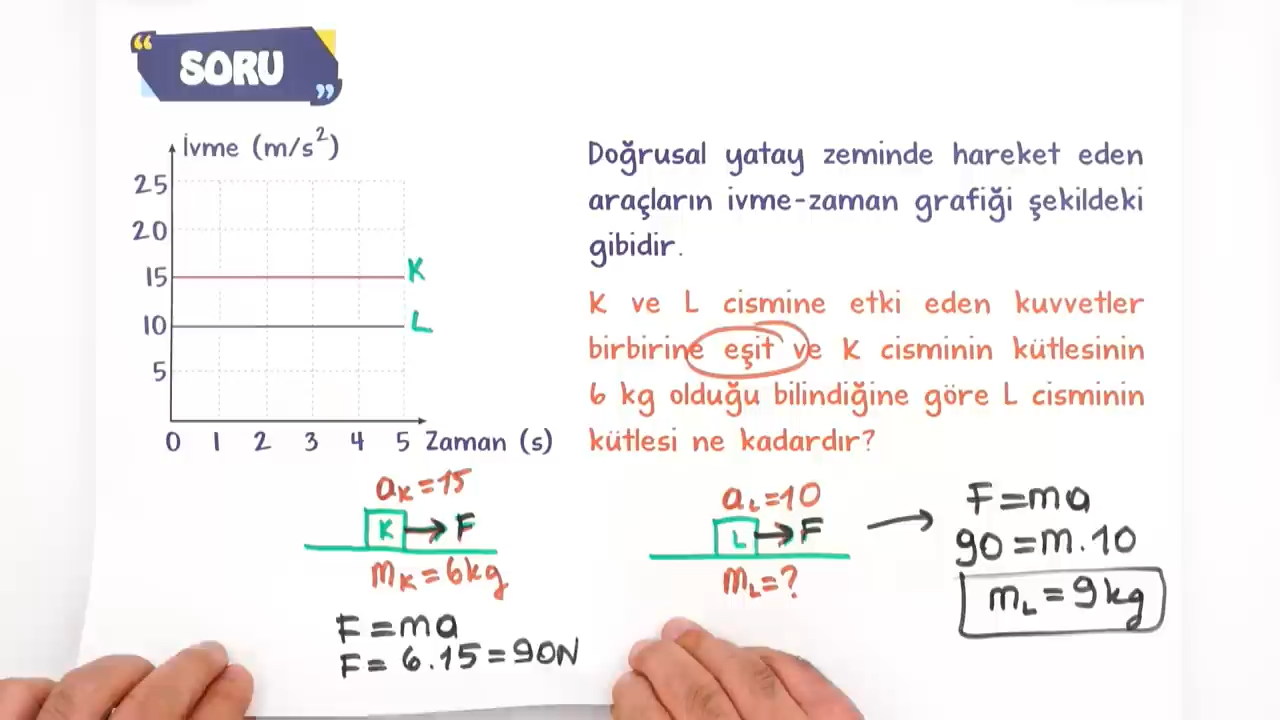 “
SORU
”
İvme (m/s²)
25
20
15
10
5
0 1 2 3 4 5 Zaman (s)
K
L
Doğrusal yatay zeminde hareket eden
araçların ivme-zaman grafiği şekildeki
gibidir.
K ve L cismine etki eden kuvvetler
birbirine eşit ve K cisminin kütlesinin
6 kg olduğu bilindiğine göre L cisminin
kütlesi ne kadardır?
aK=15
K F
mK=6kg
F=ma
F=6.15=90N
aL=10
L F
mL=?
F=ma
90=m.10
mL=9kg